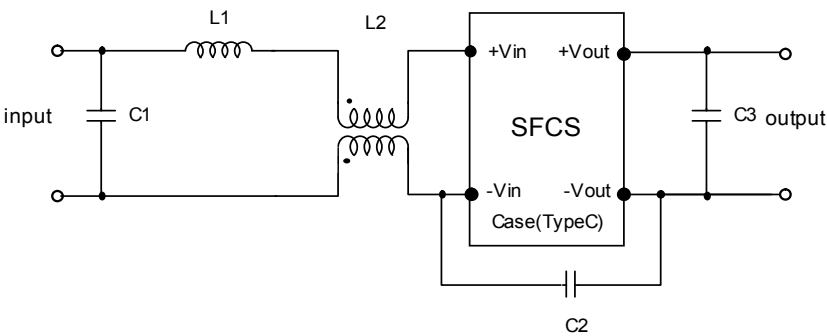 L1
L2
+Vin
+Vout
input
C1
SFCS
C3
output
-Vin
-Vout
Case(TypeC)
C2